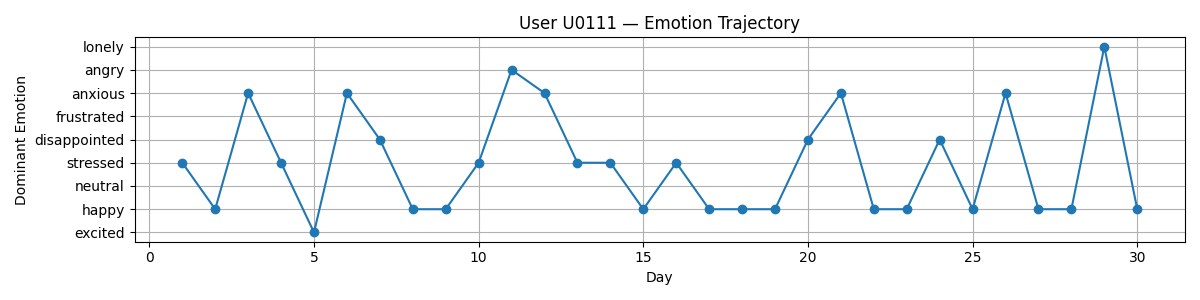 User U0111 — Emotion Trajectory
Dominant Emotion
lonely
angry
anxious
frustrated
disappointed
stressed
neutral
happy
excited
0 5 10 15 20 25 30
Day